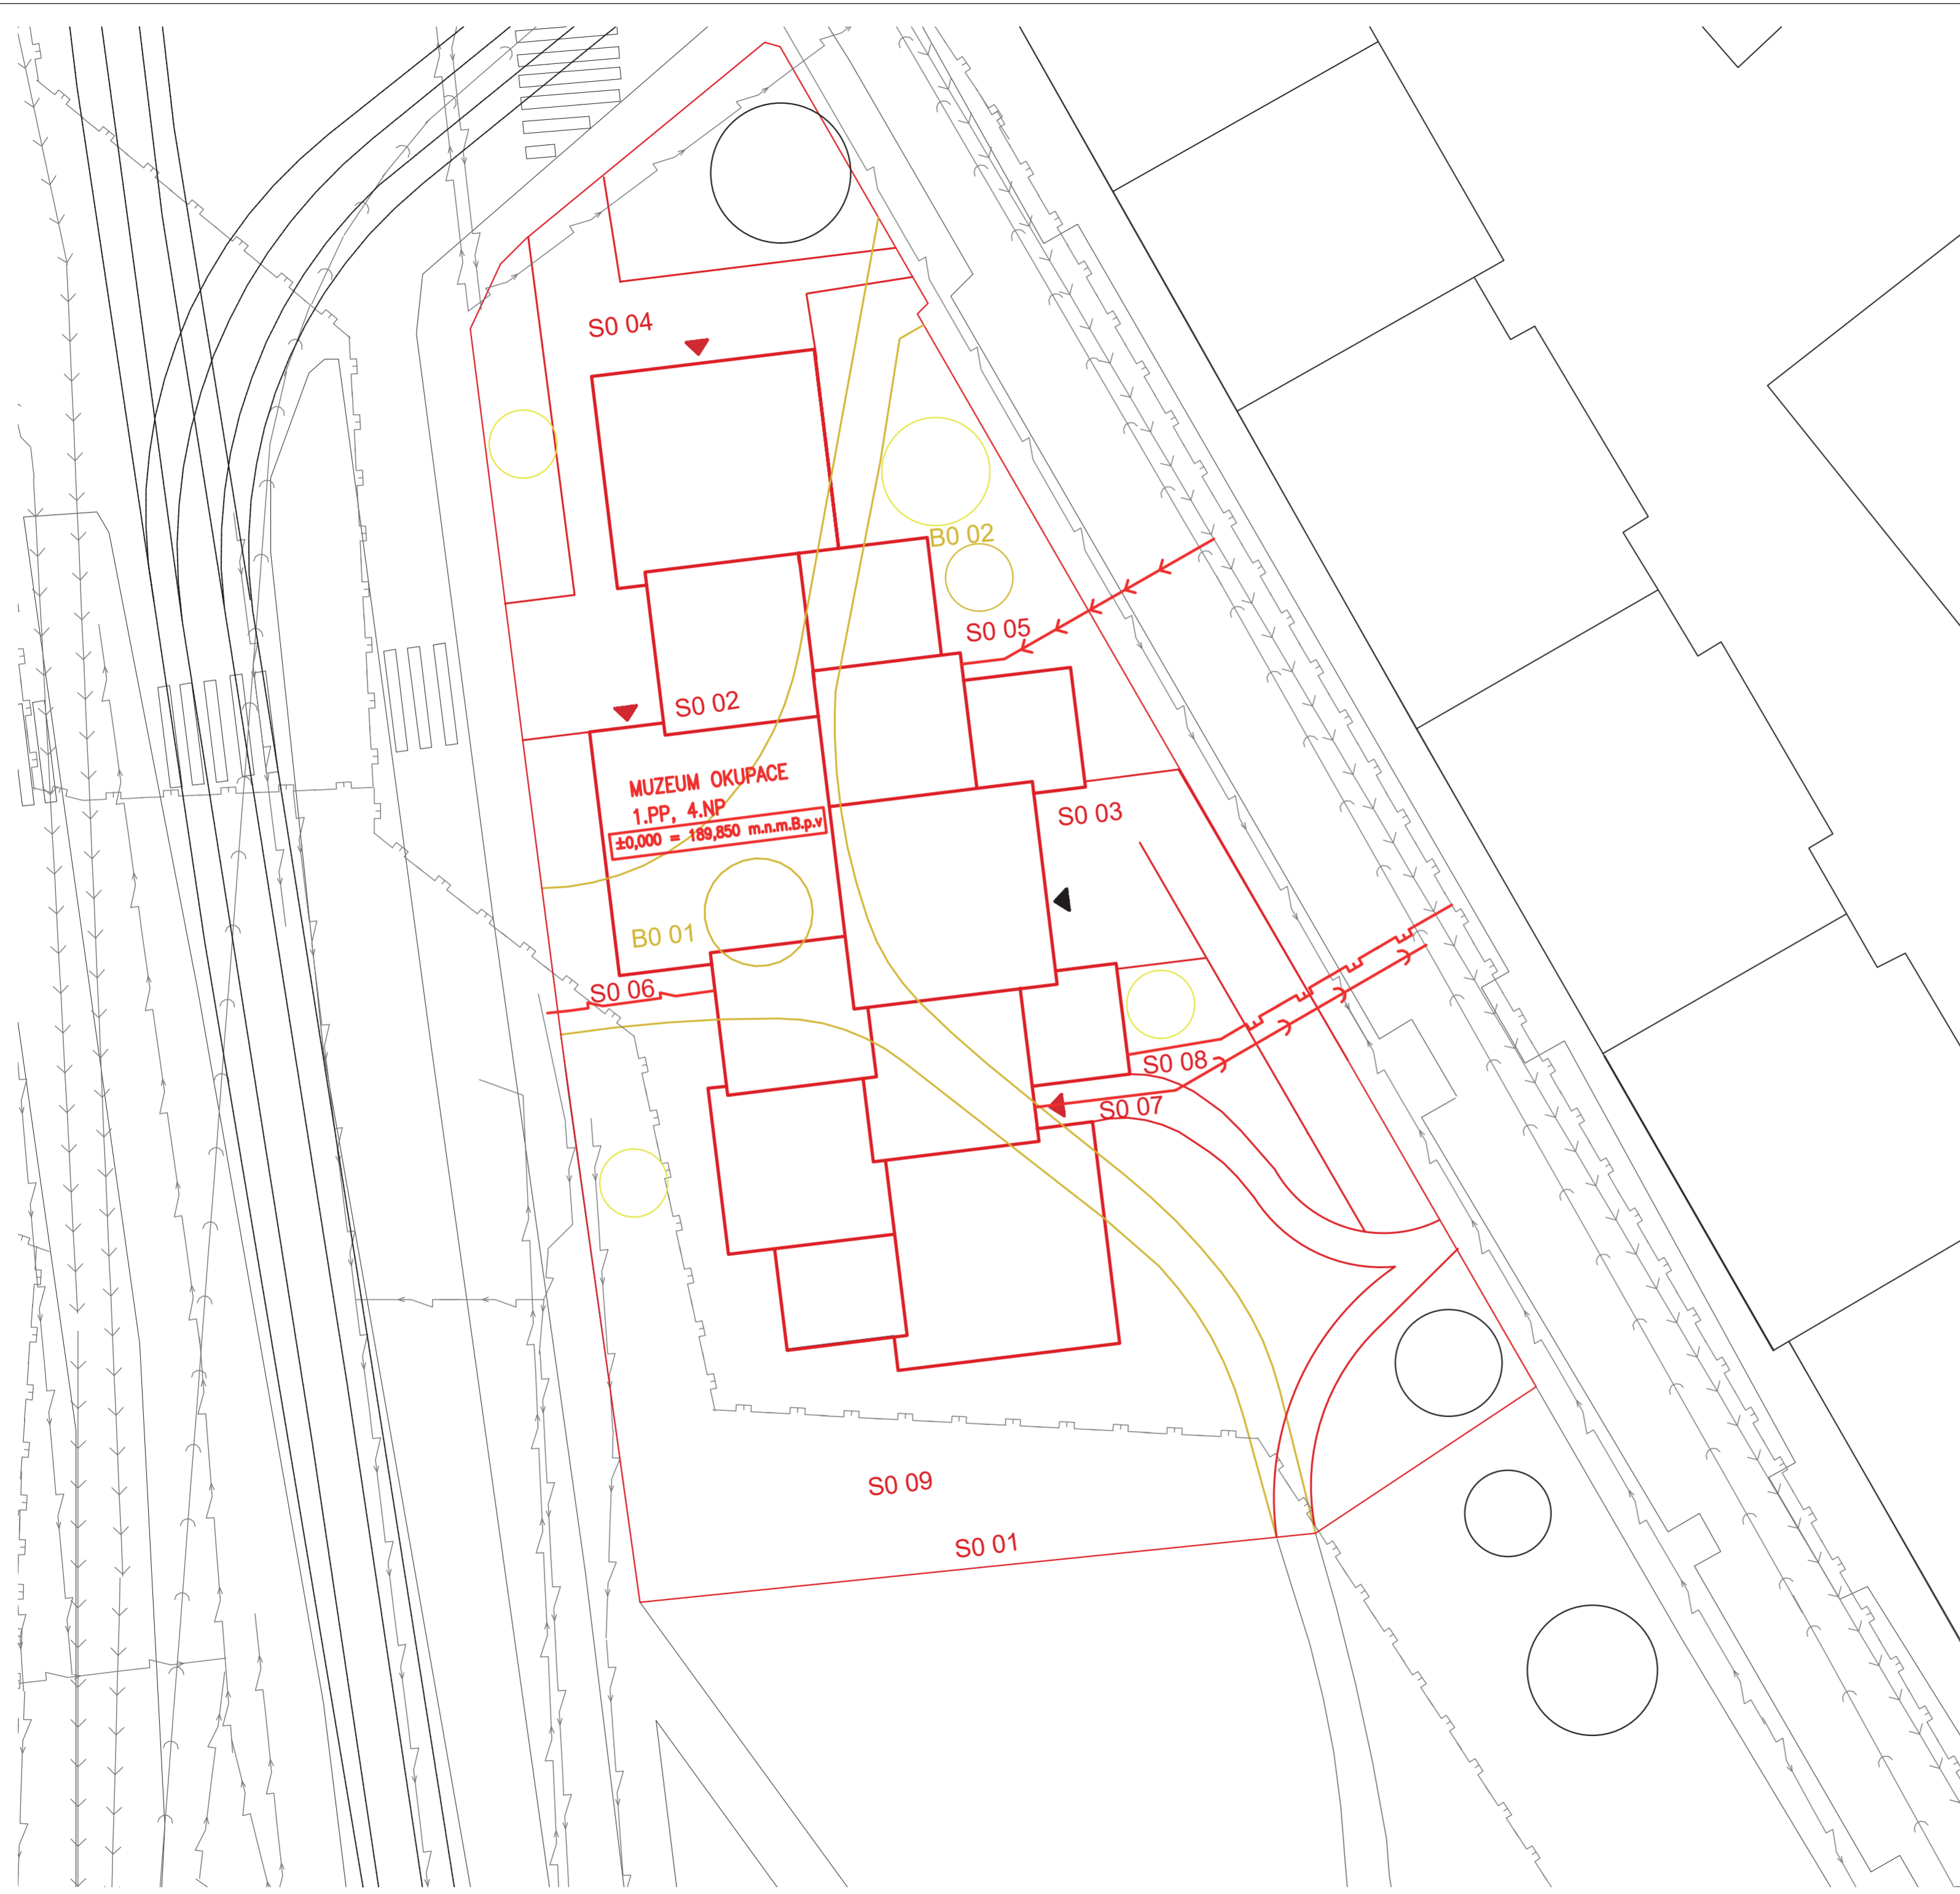 S0 04
B0 02
S0 05
S0 02
MUZEUM OKUPACE
1.PP, 4.NP
±0,000 = 189,850 m.n.m.B.p.v
S0 03
B0 01
S0 06
S0 08
S0 07
S0 09
S0 01